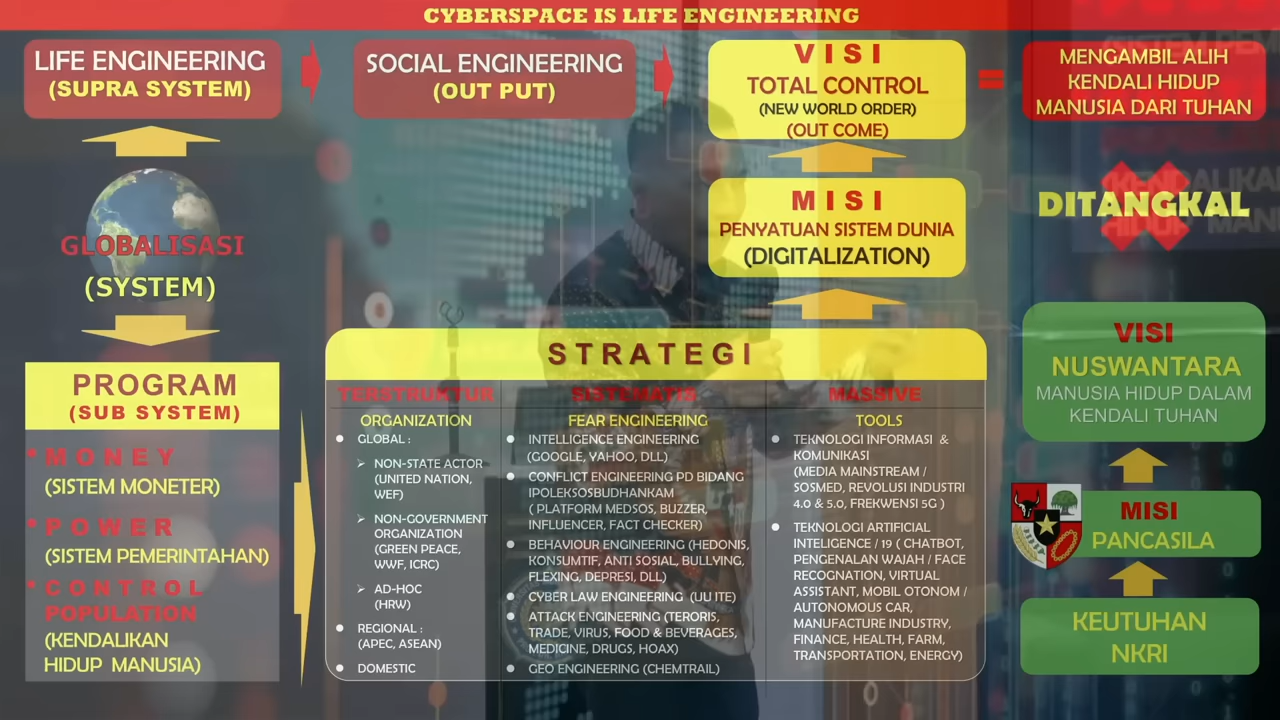 CYBERSPACE IS LIFE ENGINEERING
LIFE ENGINEERING
(SUPRA SYSTEM)
SOCIAL ENGINEERING
(OUT PUT)
V I S I
TOTAL CONTROL
(NEW WORLD ORDER)
(OUT COME)
=
MENGAMBIL ALIH
KENDALI HIDUP
MANUSIA DARI TUHAN
GLOBALISASI
(SYSTEM)
M I S I
PENYATUAN SISTEM DUNIA
(DIGITALIZATION)
DITANGKAL
PROGRAM
(SUB SYSTEM)
* M O N E Y
(SISTEM MONETER)
* P O W E R
(SISTEM PEMERINTAHAN)
* C O N T R O L
POPULATION
(KENDALIKAN
HIDUP MANUSIA)
S T R A T E G I
TERSTRUKTUR
ORGANIZATION
● GLOBAL :
➢ NON-STATE ACTOR
(UNITED NATION,
WEF)
➢ NON-GOVERNMENT
ORGANIZATION
(GREEN PEACE,
WWF, ICRC)
➢ AD-HOC
(HRW)
● REGIONAL :
(APEC, ASEAN)
● DOMESTIC
SISTEMATIS
FEAR ENGINEERING
● INTELLIGENCE ENGINEERING
(GOOGLE, YAHOO, DLL)
● CONFLICT ENGINEERING PD BIDANG
IPOLEKSOSBUDHANKAM
( PLATFORM MEDSOS, BUZZER,
INFLUENCER, FACT CHECKER)
● BEHAVIOUR ENGINEERING (HEDONIS,
KONSUMTIF, ANTI SOSIAL, BULLYING,
FLEXING, DEPRESI, DLL)
● CYBER LAW ENGINEERING (UU ITE)
● ATTACK ENGINEERING (TERORIS,
TRADE, VIRUS, FOOD & BEVERAGES,
MEDICINE, DRUGS, HOAX)
● GEO ENGINEERING (CHEMTRAIL)
MASSIVE
TOOLS
● TEKNOLOGI INFORMASI &
KOMUNIKASI
(MEDIA MAINSTREAM /
SOSMED, REVOLUSI INDUSTRI
4.0 & 5.0, FREKWENSI 5G )
● TEKNOLOGI ARTIFICIAL
INTELIGENCE / 19 ( CHATBOT,
PENGENALAN WAJAH / FACE
RECOGNATION, VIRTUAL
ASSISTANT, MOBIL OTONOM /
AUTONOMOUS CAR,
MANUFACTURE INDUSTRY,
FINANCE, HEALTH, FARM,
TRANSPORTATION, ENERGY)
VISI
NUSWANTARA
MANUSIA HIDUP DALAM
KENDALI TUHAN
MISI
PANCASILA
KEUTUHAN
NKRI